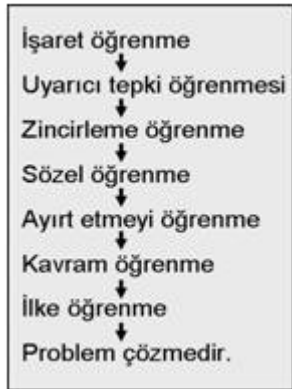 İşaret öğrenme
Uyarıcı tepki öğrenmesi
Zincirleme öğrenme
Sözel öğrenme
Ayırt etmeyi öğrenme
Kavram öğrenme
İlke öğrenme
Problem çözmedir.